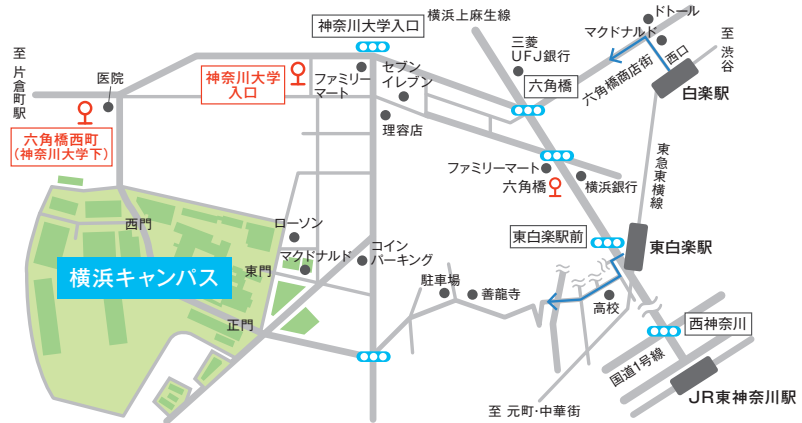 神奈川大学入口
横浜上麻生線
ドトール
マクドナルド
西口
至 渋谷
至 片倉町駅
医院
神奈川大学
入口
ファミリー
マート
セブン
イレブン
三菱
UFJ銀行
六角橋
六角橋商店街
白楽駅
六角橋西町
(神奈川大学下)
理容店
ファミリーマート
六角橋
横浜銀行
東急東横線
西門
横浜キャンパス
ローソン
東門
マクドナルド
コイン
パーキング
東白楽駅前
東白楽駅
駐車場
善龍寺
高校
正門
西神奈川
国道1号線
JR東神奈川駅
至 元町・中華街